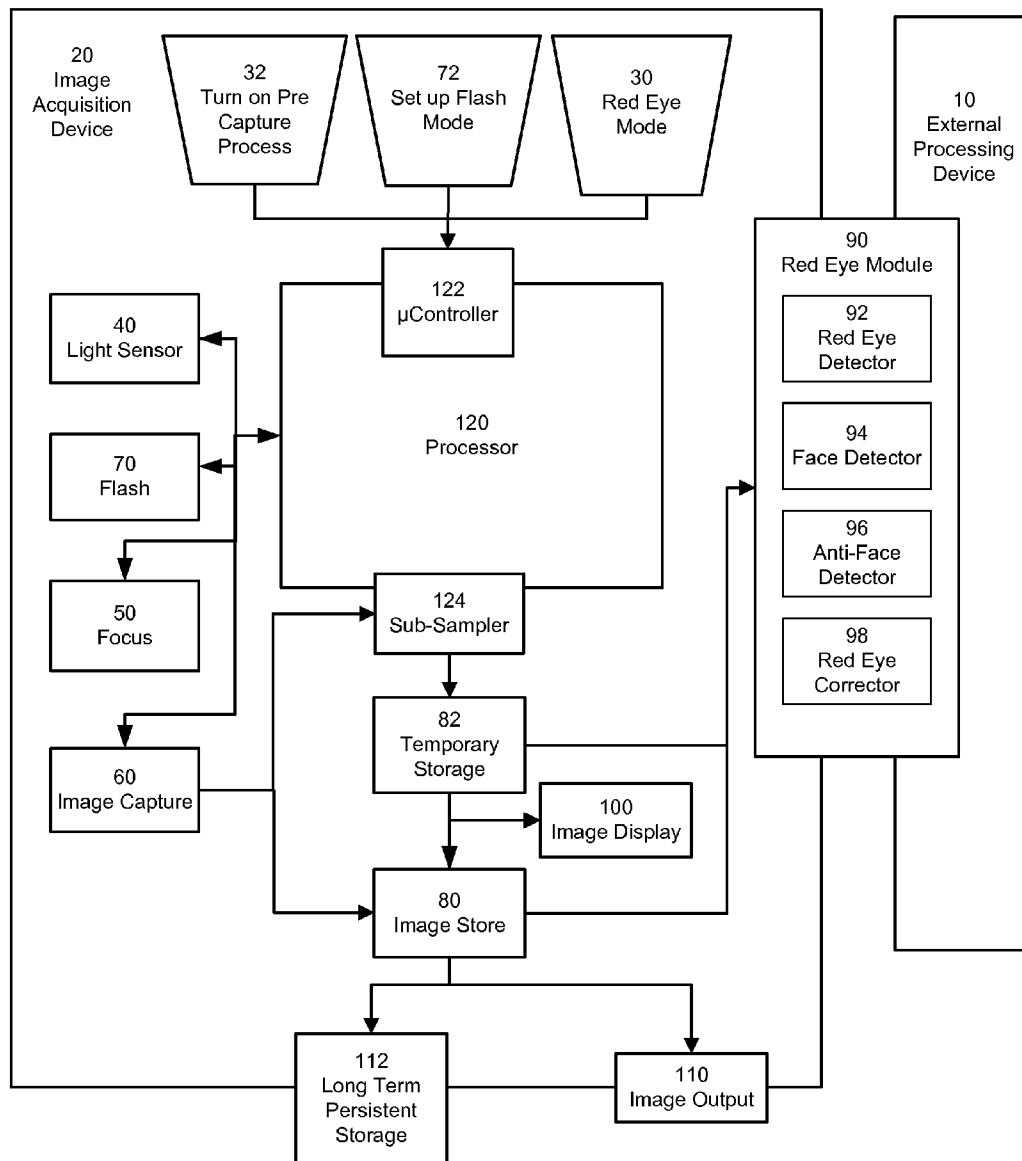 20
Image
Acquisition
Device
32
Turn on Pre
Capture
Process
72
Set up Flash
Mode
30
Red Eye
Mode
10
External
Processing
Device
122
µController
120
Processor
40
Light Sensor
70
Flash
50
Focus
60
Image Capture
124
Sub-Sampler
82
Temporary
Storage
100
Image Display
80
Image Store
112
Long Term
Persistent
Storage
110
Image Output
90
Red Eye Module
92
Red Eye
Detector
94
Face Detector
96
Anti-Face
Detector
98
Red Eye
Corrector